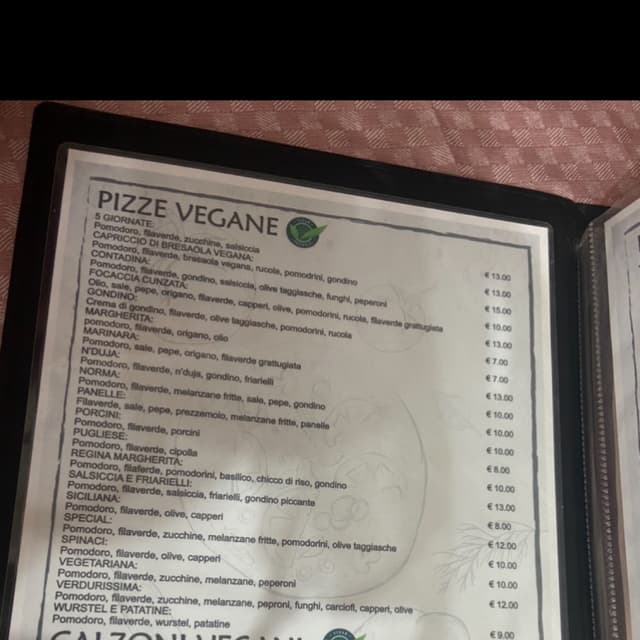 PIZZE VEGANE
5 GIORNATE:
Pomodoro, filaverde, zucchine, salsiccia
CAPRICCIO DI BRESAOLA VEGANA:
Pomodoro, filaverde, bresaola vegana, rucola, pomodorini, gondino
€ 13.00
CONTADINA:
Pomodoro, filaverde, gondino, salsiccia, olive taggiasche, funghi, peperoni
€ 13.00
FOCACCIA CUNZATA:
Olio, sale, pepe, origano, filaverde, capperi, olive, pomodorini, rucola, filaverde grattugiata
€ 15.00
GONDINO:
Crema di gondino, filaverde, olive taggiasche, pomodorini, rucola
€ 10.00
MARGHERITA:
pomodoro, filaverde, origano, olio
€ 13.00
MARINARA:
Pomodoro, sale, pepe, origano, filaverde grattugiata
€ 7.00
N'DUJA:
Pomodoro, filaverde, n'duja, gondino, friarielli
€ 7.00
NORMA:
Pomodoro, filaverde, melanzane fritte, sale, pepe, gondino
€ 13.00
PANELLE:
Filaverde, sale, pepe, prezzemolo, melanzane fritte, panelle
€ 10.00
PORCINI:
Pomodoro, filaverde, porcini
€ 10.00
PUGLIESE:
Pomodoro, filaverde, cipolla
€ 10.00
REGINA MARGHERITA:
Pomodoro, filaferde, pomodorini, basilico, chicco di riso, gondino
€ 8.00
SALSICCIA E FRIARIELLI:
Pomodoro, filaverde, salsiccia, friarielli, gondino piccante
€ 10.00
SICILIANA:
Pomodoro, filaverde, olive, capperi
€ 13.00
SPECIAL:
Pomodoro, filaverde, zucchine, melanzane fritte, pomodorini, olive taggiasche
€ 8.00
SPINACI:
Pomodoro, filaverde, olive, capperi
€ 12.00
VEGETARIANA:
Pomodoro, filaverde, zucchine, melanzane, peperoni
€ 10.00
VERDURISSIMA:
Pomodoro, filaverde, zucchine, melanzane, peproni, funghi, carciofi, capperi, olive
€ 10.00
WURSTEL E PATATINE:
Pomodoro, filaverde, wurstel, patatine
€ 12.00
€ 9.00
CALZONI VEGANI